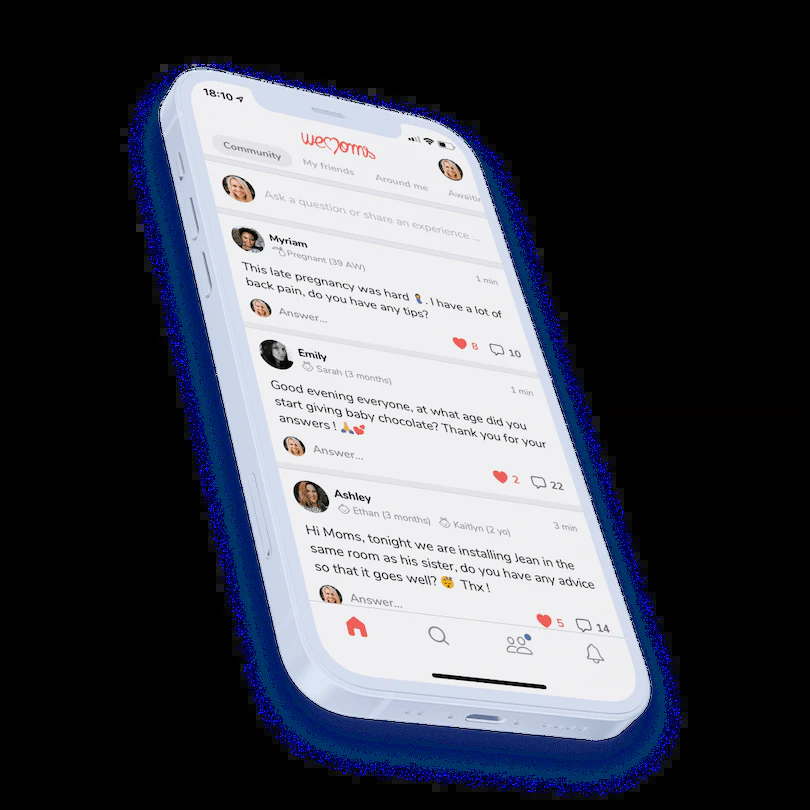 18:10
weMoms
Community My friends Around me Awaitin
Ask a question or share an experience ...
Myriam
Pregnant (39 AW)
1 min
This late pregnancy was hard 🤦‍♀️. I have a lot of
back pain, do you have any tips?
Answer...
8 10
Emily
Sarah (3 months)
1 min
Good evening everyone, at what age did you
start giving baby chocolate? Thank you for your
answers ! 🙏💕
Answer...
2 22
Ashley
Ethan (3 months) Kaitlyn (2 yo)
3 min
Hi Moms, tonight we are installing Jean in the
same room as his sister, do you have any advice
so that it goes well? 😴 Thx !
Answer...
5 14